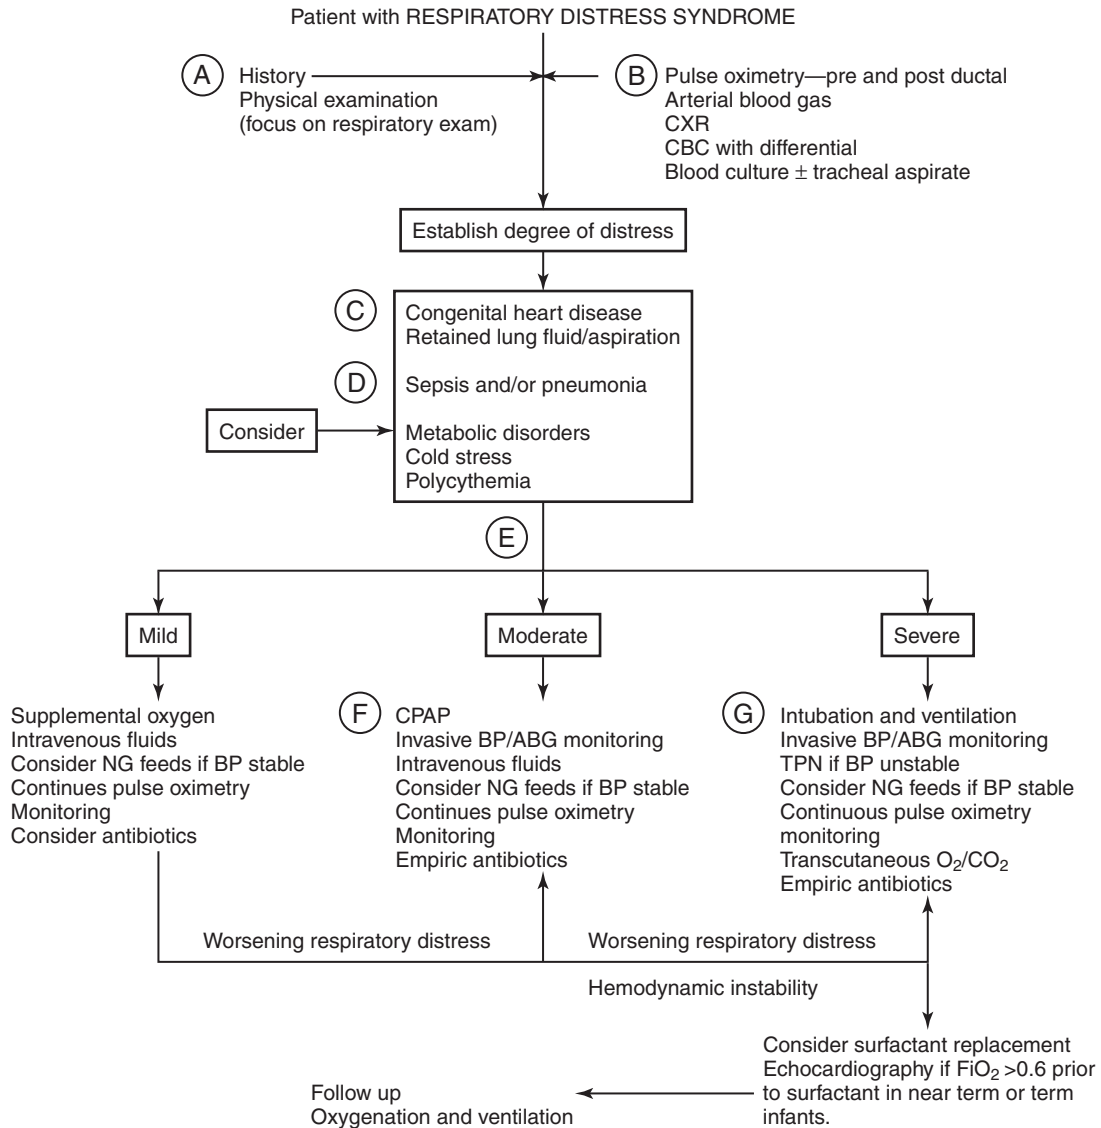 Patient with RESPIRATORY DISTRESS SYNDROME
A
History
Physical examination
(focus on respiratory exam)
B
Pulse oximetry—pre and post ductal
Arterial blood gas
CXR
CBC with differential
Blood culture ± tracheal aspirate
Establish degree of distress
C
Congenital heart disease
Retained lung fluid/aspiration
D
Sepsis and/or pneumonia
Consider
Metabolic disorders
Cold stress
Polycythemia
E
Mild
Moderate
Severe
Supplemental oxygen
Intravenous fluids
Consider NG feeds if BP stable
Continues pulse oximetry
Monitoring
Consider antibiotics
F
CPAP
Invasive BP/ABG monitoring
Intravenous fluids
Consider NG feeds if BP stable
Continues pulse oximetry
Monitoring
Empiric antibiotics
G
Intubation and ventilation
Invasive BP/ABG monitoring
TPN if BP unstable
Consider NG feeds if BP stable
Continuous pulse oximetry
monitoring
Transcutaneous O₂/CO₂
Empiric antibiotics
Worsening respiratory distress
Worsening respiratory distress
Hemodynamic instability
Consider surfactant replacement
Echocardiography if FiO₂ >0.6 prior
to surfactant in near term or term
infants.
Follow up
Oxygenation and ventilation